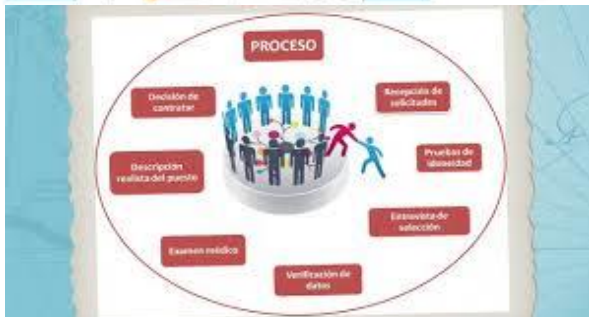 PROCESO
Recepción de
solicitudes
Pruebas de
idoneidad
Entrevista de
selección
Verificación de
datos
Examen médico
Descripción
realista del puesto
Decisión de
contratar